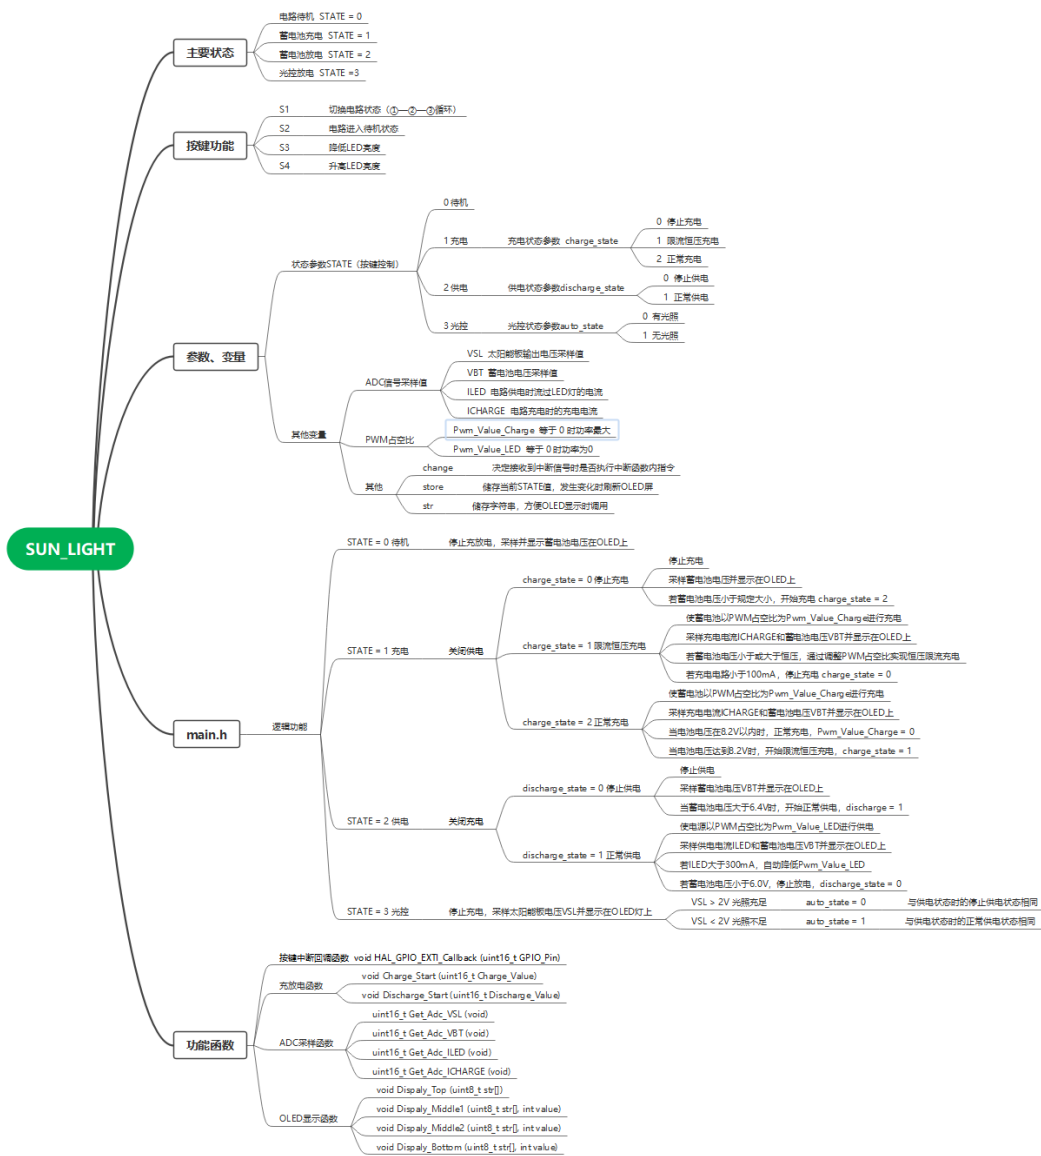 SUN_LIGHT
主要状态
电路待机 STATE = 0
蓄电池充电 STATE = 1
蓄电池放电 STATE = 2
光控放电 STATE =3
按键功能
S1 切换电路状态（①—②—③循环）
S2 电路进入待机状态
S3 降低LED亮度
S4 升高LED亮度
参数、变量
状态参数STATE（按键控制）
0 待机
1 充电 充电状态参数 charge_state
0 停止充电
1 限流恒压充电
2 正常充电
2 供电 供电状态参数discharge_state
0 停止供电
1 正常供电
3 光控 光控状态参数auto_state
0 有光照
1 无光照
其他变量
ADC信号采样值
VSL 太阳能板输出电压采样值
VBT 蓄电池电压采样值
ILED 电路供电时流过LED灯的电流
ICHARGE 电路充电时的充电电流
PWM占空比
Pwm_Value_Charge 等于 0 时功率最大
Pwm_Value_LED 等于 0 时功率为0
其他
change 决定接收到中断信号时是否执行中断函数内指令
store 储存当前STATE值，发生变化时刷新OLED屏
str 储存字符串，方便OLED显示时调用
main.h
逻辑功能
STATE = 0 待机 停止充放电，采样并显示蓄电池电压在OLED上
STATE = 1 充电 关闭供电
charge_state = 0 停止充电
停止充电
采样蓄电池电压并显示在OLED上
若蓄电池电压小于规定大小，开始充电 charge_state = 2
charge_state = 1 限流恒压充电
使蓄电池以PWM占空比为Pwm_Value_Charge进行充电
采样充电电流ICHARGE和蓄电池电压VBT并显示在OLED上
若蓄电池电压小于或大于恒压，通过调整PWM占空比实现恒压限流充电
若充电电路小于100mA，停止充电 charge_state = 0
charge_state = 2 正常充电
使蓄电池以PWM占空比为Pwm_Value_Charge进行充电
采样充电电流ICHARGE和蓄电池电压VBT并显示在OLED上
当电池电压在8.2V以内时，正常充电，Pwm_Value_Charge = 0
当电池电压达到8.2V时，开始限流恒压充电，charge_state = 1
STATE = 2 供电 关闭充电
discharge_state = 0 停止供电
停止供电
采样蓄电池电压VBT并显示在OLED上
当蓄电池电压大于6.4V时，开始正常供电，discharge = 1
discharge_state = 1 正常供电
使电源以PWM占空比为Pwm_Value_LED进行供电
采样供电电流ILED和蓄电池电压VBT并显示在OLED上
若ILED大于300mA，自动降低Pwm_Value_LED
若蓄电池电压小于6.0V，停止放电，discharge_state = 0
STATE = 3 光控 停止充电，采样太阳能板电压VSL并显示在OLED灯上
VSL > 2V 光照充足 auto_state = 0 与供电状态时的停止供电状态相同
VSL < 2V 光照不足 auto_state = 1 与供电状态时的正常供电状态相同
功能函数
按键中断回调函数 void HAL_GPIO_EXTI_Callback (uint16_t GPIO_Pin)
充放电函数
void Charge_Start (uint16_t Charge_Value)
void Discharge_Start (uint16_t Discharge_Value)
ADC采样函数
uint16_t Get_Adc_VSL (void)
uint16_t Get_Adc_VBT (void)
uint16_t Get_Adc_ILED (void)
uint16_t Get_Adc_ICHARGE (void)
OLED显示函数
void Dispaly_Top (uint8_t str[])
void Dispaly_Middle1 (uint8_t str[], int value)
void Dispaly_Middle2 (uint8_t str[], int value)
void Dispaly_Bottom (uint8_t str[], int value)